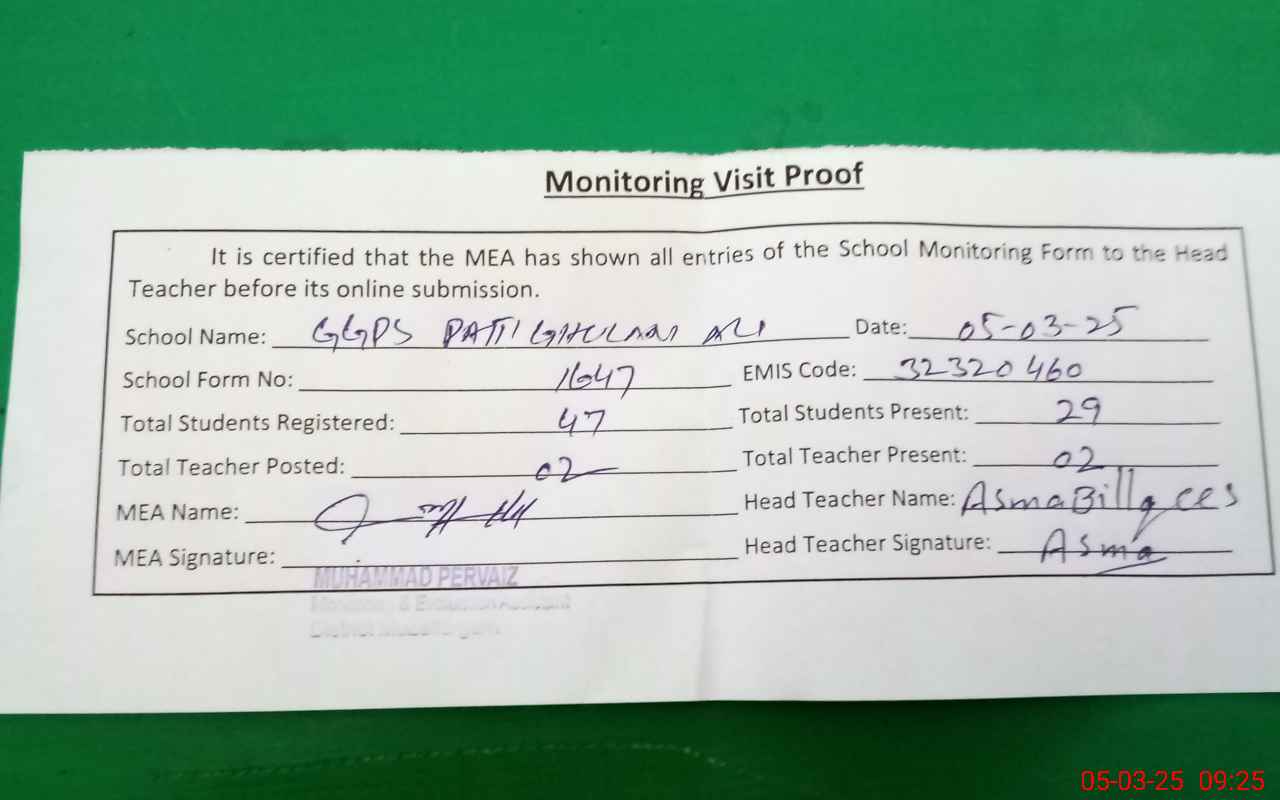 Monitoring Visit Proof
It is certified that the MEA has shown all entries of the School Monitoring Form to the Head
Teacher before its online submission.
School Name: GGPS PATTI GHULAM ALI Date: 05-03-25
School Form No: 1647 EMIS Code: 32320460
Total Students Registered: 47 Total Students Present: 29
Total Teacher Posted: 02 Total Teacher Present: 02
MEA Name: Head Teacher Name: Asma Billqees
MEA Signature: Head Teacher Signature: Asma
MUHAMMAD PERVAIZ
& Evaluation Assistant
District
05-03-25 09:25